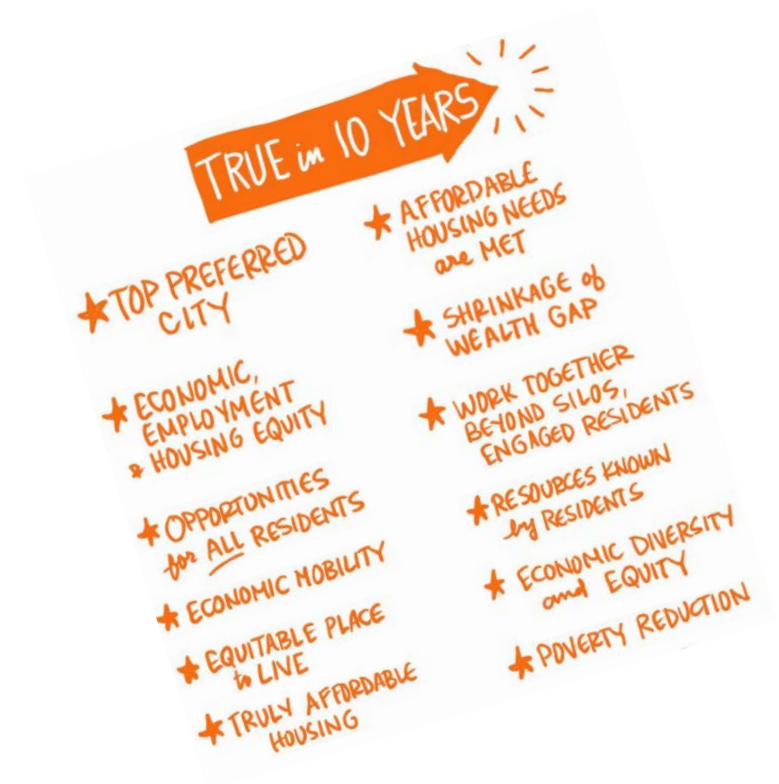 TRUE in 10 YEARS
TOP PREFERRED
CITY
ECONOMIC,
EMPLOYMENT
& HOUSING EQUITY
OPPORTUNITIES
for ALL RESIDENTS
ECONOMIC MOBILITY
EQUITABLE PLACE
to LIVE
TRULY AFFORDABLE
HOUSING
AFFORDABLE
HOUSING NEEDS
are MET
SHRINKAGE of
WEALTH GAP
WORK TOGETHER
BEYOND SILOS,
ENGAGED RESIDENTS
RESOURCES KNOWN
by RESIDENTS
ECONOMIC DIVERSITY
and EQUITY
POVERTY REDUCTION